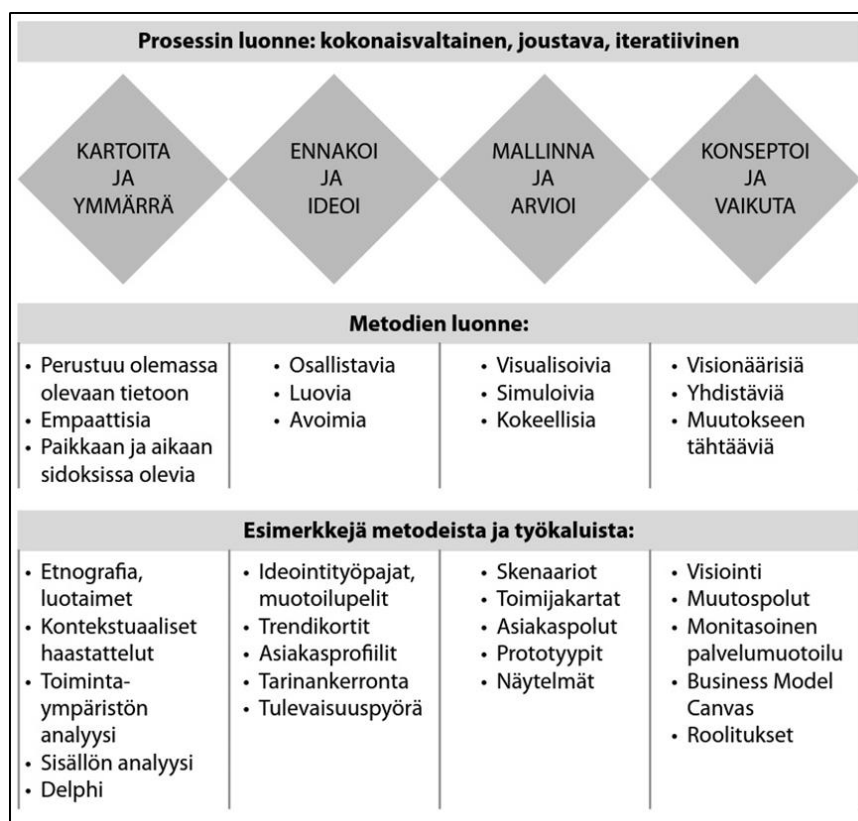 Prosessin luonne: kokonaisvaltainen, joustava, iteratiivinen
KARTOITA
JA
YMMÄRRÄ
ENNAKOI
JA
IDEOI
MALLINNA
JA
ARVIOI
KONSEPTOI
JA
VAIKUTA
Metodien luonne:
• Perustuu olemassa
olevaan tietoon
• Empaattisia
• Paikkaan ja aikaan
sidoksissa olevia
• Osallistavia
• Luovia
• Avoimia
• Visualisoivia
• Simuloivia
• Kokeellisia
• Visionäärisiä
• Yhdistäviä
• Muutokseen
tähtääviä
Esimerkkejä metodeista ja työkaluista:
• Etnografia,
luotaimet
• Kontekstuaaliset
haastattelut
• Toiminta-
ympäristön
analyysi
• Sisällön analyysi
• Delphi
• Ideointityöpajat,
muotoilupelit
• Trendikortit
• Asiakasprofiilit
• Tarinankerronta
• Tulevaisuuspyörä
• Skenaariot
• Toimijakartat
• Asiakaspolut
• Prototyypit
• Näytelmät
• Visiointi
• Muutospolut
• Monitasoinen
palvelumuotoilu
• Business Model
Canvas
• Roolitukset